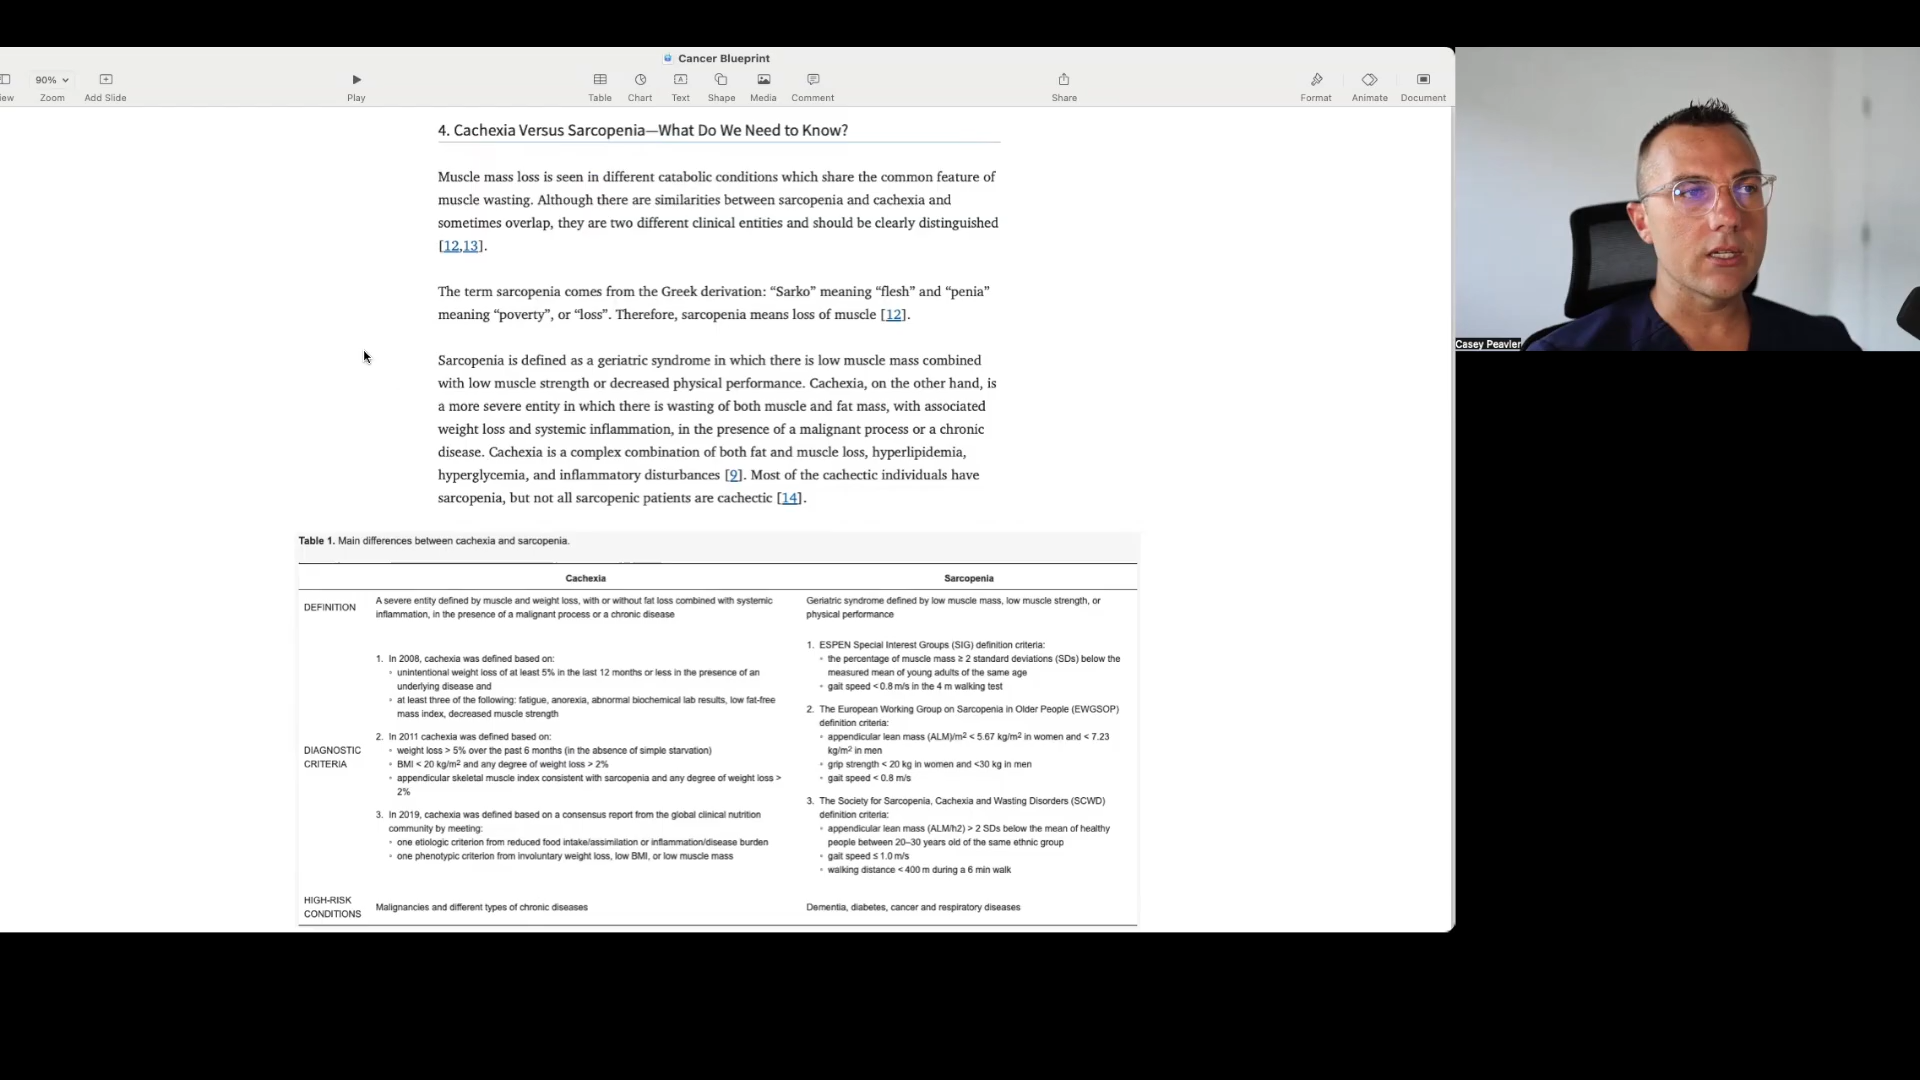 Cancer Blueprint
90%
Zoom
Add Slide
Play
Table
Chart
Text
Shape
Media
Comment
Share
Format
Animate
Document
4. Cachexia Versus Sarcopenia—What Do We Need to Know?
Muscle mass loss is seen in different catabolic conditions which share the common feature of
muscle wasting. Although there are similarities between sarcopenia and cachexia and
sometimes overlap, they are two different clinical entities and should be clearly distinguished
[12,13].
The term sarcopenia comes from the Greek derivation: “Sarko” meaning “flesh” and “penia”
meaning “poverty”, or “loss”. Therefore, sarcopenia means loss of muscle [12].
Sarcopenia is defined as a geriatric syndrome in which there is low muscle mass combined
with low muscle strength or decreased physical performance. Cachexia, on the other hand, is
a more severe entity in which there is wasting of both muscle and fat mass, with associated
weight loss and systemic inflammation, in the presence of a malignant process or a chronic
disease. Cachexia is a complex combination of both fat and muscle loss, hyperlipidemia,
hyperglycemia, and inflammatory disturbances [9]. Most of the cachectic individuals have
sarcopenia, but not all sarcopenic patients are cachectic [14].
Table 1. Main differences between cachexia and sarcopenia.
Cachexia
Sarcopenia
DEFINITION
A severe entity defined by muscle and weight loss, with or without fat loss combined with systemic
inflammation, in the presence of a malignant process or a chronic disease
Geriatric syndrome defined by low muscle mass, low muscle strength, or
physical performance
DIAGNOSTIC
CRITERIA
1. In 2008, cachexia was defined based on:
• unintentional weight loss of at least 5% in the last 12 months or less in the presence of an
underlying disease and
• at least three of the following: fatigue, anorexia, abnormal biochemical lab results, low fat-free
mass index, decreased muscle strength
2. In 2011 cachexia was defined based on:
• weight loss > 5% over the past 6 months (in the absence of simple starvation)
• BMI < 20 kg/m² and any degree of weight loss > 2%
• appendicular skeletal muscle index consistent with sarcopenia and any degree of weight loss >
2%
3. In 2019, cachexia was defined based on a consensus report from the global clinical nutrition
community by meeting:
• one etiologic criterion from reduced food intake/assimilation or inflammation/disease burden
• one phenotypic criterion from involuntary weight loss, low BMI, or low muscle mass
1. ESPEN Special Interest Groups (SIG) definition criteria:
• the percentage of muscle mass ≥ 2 standard deviations (SDs) below the
measured mean of young adults of the same age
• gait speed < 0.8 m/s in the 4 m walking test
2. The European Working Group on Sarcopenia in Older People (EWGSOP)
definition criteria:
• appendicular lean mass (ALM)/m² < 5.67 kg/m² in women and < 7.23
kg/m² in men
• grip strength < 20 kg in women and <30 kg in men
• gait speed < 0.8 m/s
3. The Society for Sarcopenia, Cachexia and Wasting Disorders (SCWD)
definition criteria:
• appendicular lean mass (ALM/h2) > 2 SDs below the mean of healthy
people between 20–30 years old of the same ethnic group
• gait speed ≤ 1.0 m/s
• walking distance < 400 m during a 6 min walk
HIGH-RISK
CONDITIONS
Malignancies and different types of chronic diseases
Dementia, diabetes, cancer and respiratory diseases
Casey Peavler